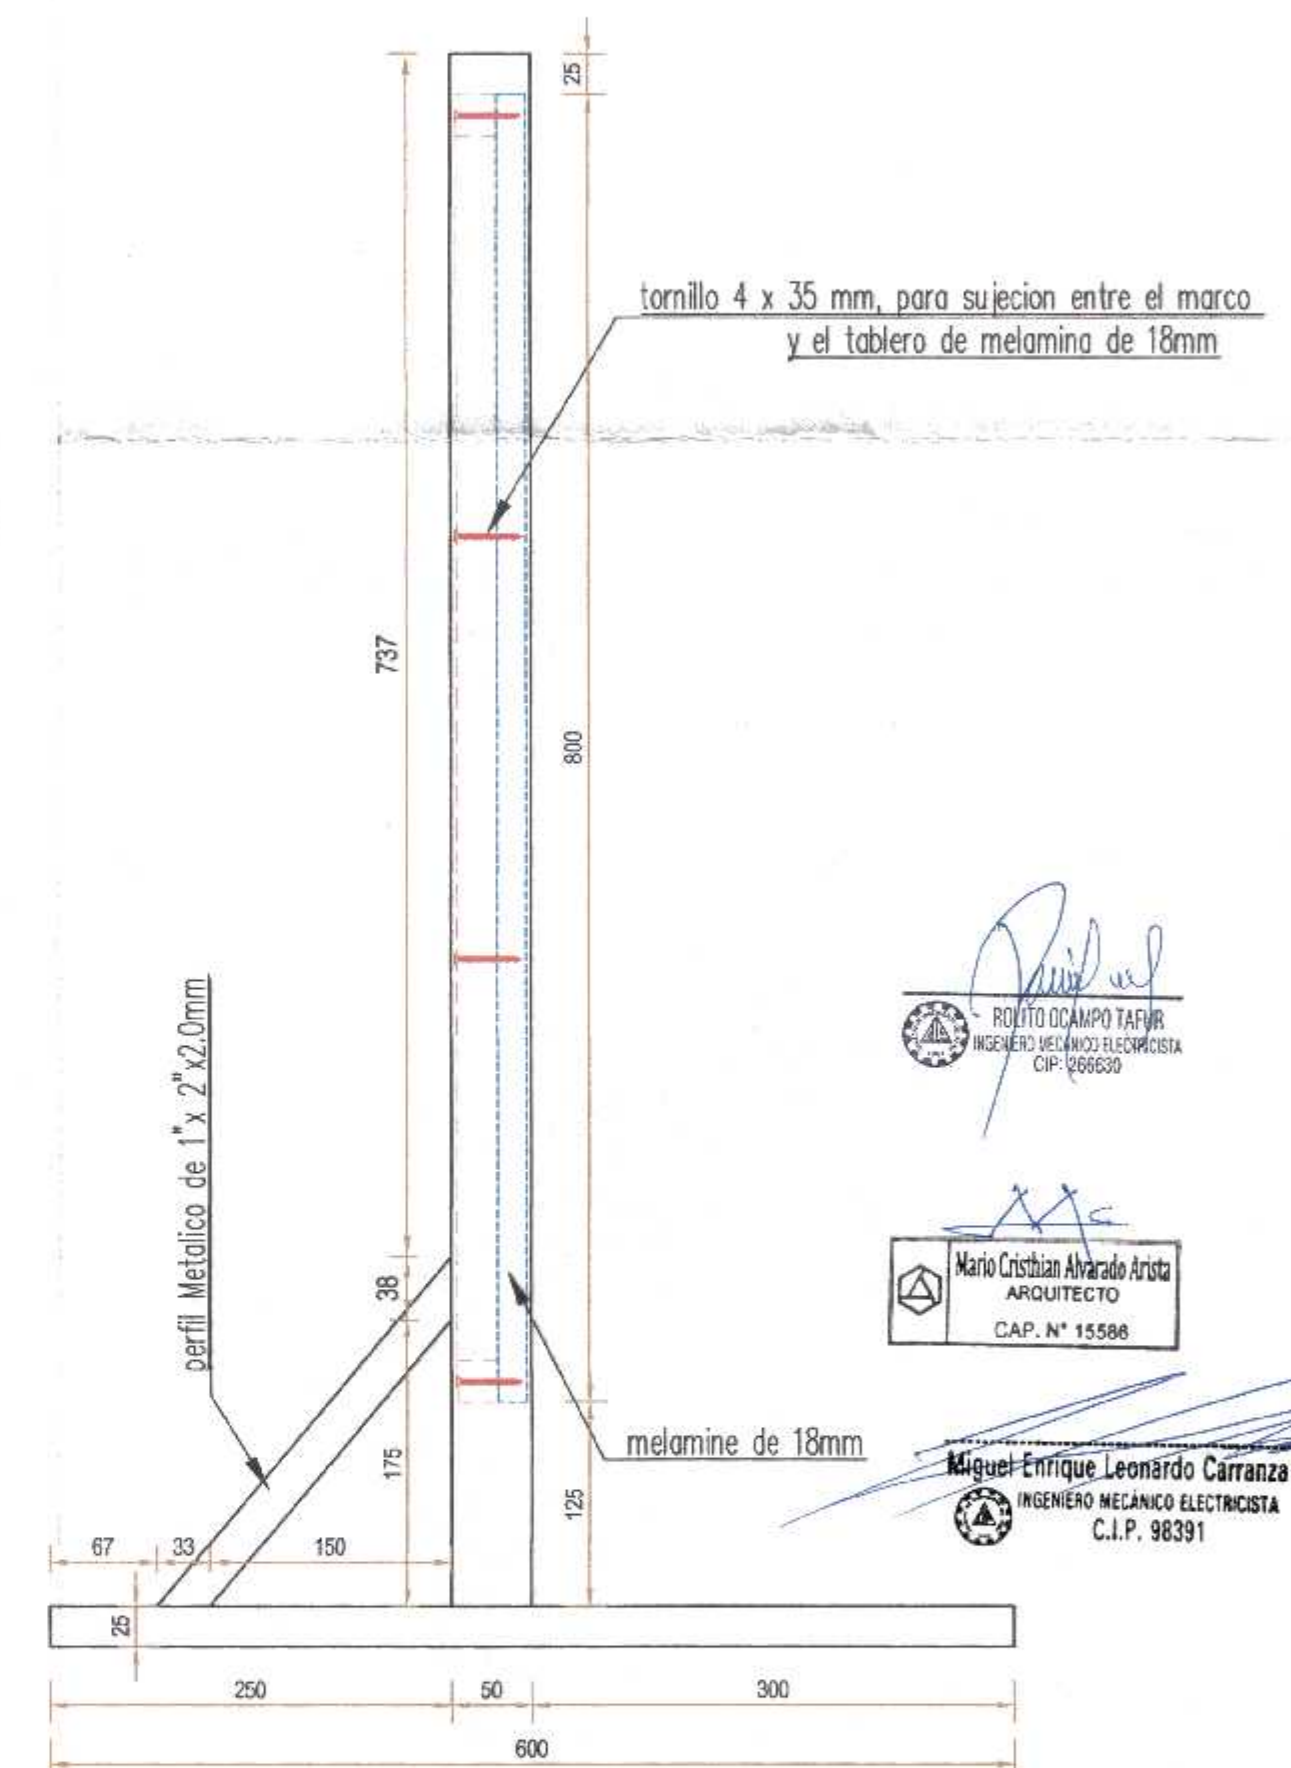 25
tornillo 4 x 35 mm, para sujecion entre el marco
y el tablero de melamina de 18mm
737
800
perfil Metalico de 1" x 2" x2.0mm
ROLITO OCAMPO TAFUR
INGENIERO MECANICO ELECTRICISTA
CIP: 266630
38
Mario Cristhian Alvarado Arista
ARQUITECTO
CAP. N° 15586
melamine de 18mm
175
125
Miguel Enrique Leonardo Carranza
INGENIERO MECÁNICO ELECTRICISTA
C.I.P. 98391
67 33 150
25
250 50 300
600